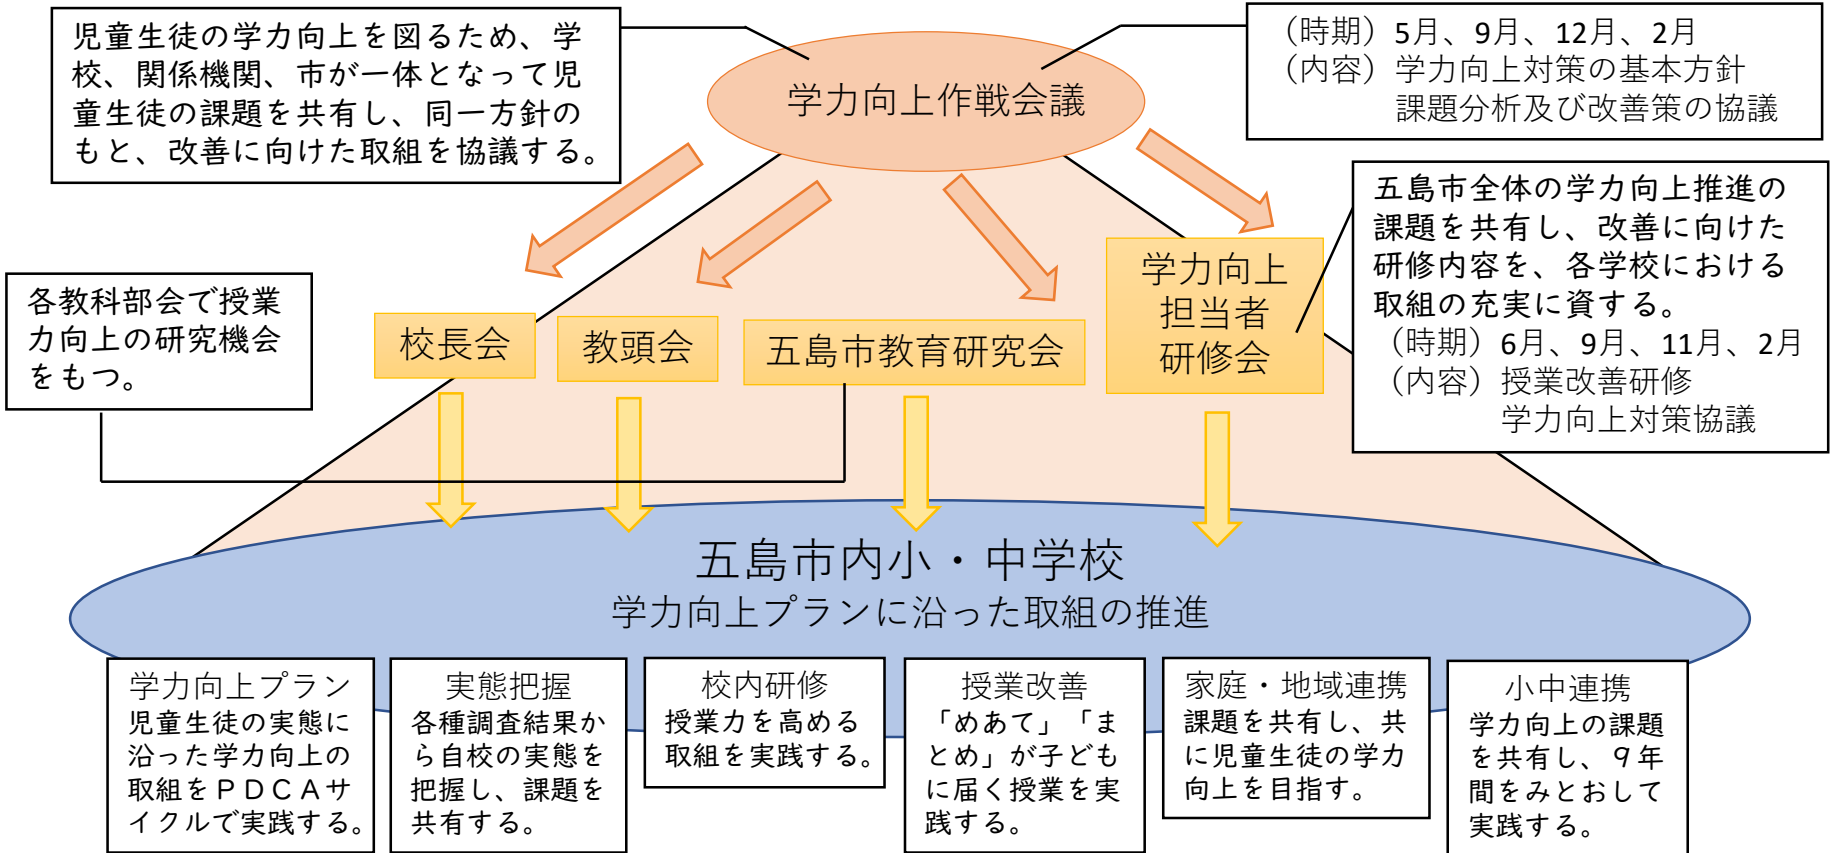 児童生徒の学力向上を図るため、学
校、関係機関、市が一体となって児
童生徒の課題を共有し、同一方針の
もと、改善に向けた取組を協議する。
学力向上作戦会議
（時期）5月、9月、12月、2月
（内容）学力向上対策の基本方針
課題分析及び改善策の協議
五島市全体の学力向上推進の
課題を共有し、改善に向けた
研修内容を、各学校における
取組の充実に資する。
（時期）6月、9月、11月、2月
（内容）授業改善研修
学力向上対策協議
各教科部会で授業
力向上の研究機会
をもつ。
校長会
教頭会
五島市教育研究会
学力向上
担当者
研修会
五島市内小・中学校
学力向上プランに沿った取組の推進
学力向上プラン
児童生徒の実態に
沿った学力向上の
取組をＰＤＣＡサ
イクルで実践する。
実態把握
各種調査結果か
ら自校の実態を
把握し、課題を
共有する。
校内研修
授業力を高める
取組を実践する。
授業改善
「めあて」「ま
とめ」が子ども
に届く授業を実
践する。
家庭・地域連携
課題を共有し、共
に児童生徒の学力
向上を目指す。
小中連携
学力向上の課題
を共有し、９年
間をみとおして
実践する。